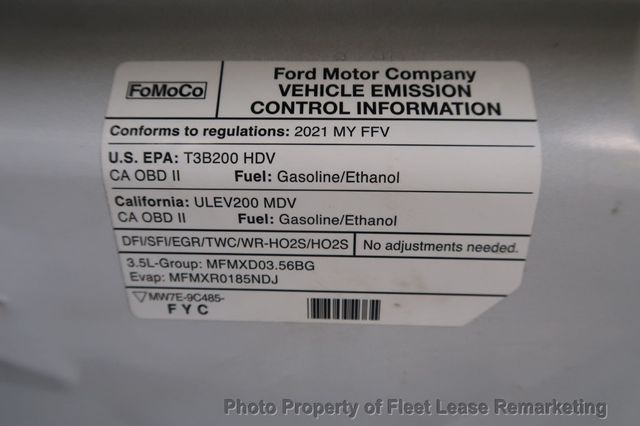 FoMoCo
Ford Motor Company
VEHICLE EMISSION
CONTROL INFORMATION
Conforms to regulations: 2021 MY FFV
U.S. EPA: T3B200 HDV
CA OBD II Fuel: Gasoline/Ethanol
California: ULEV200 MDV
CA OBD II Fuel: Gasoline/Ethanol
DFI/SFI/EGR/TWC/WR-HO2S/HO2S No adjustments needed.
3.5L-Group: MFMXD03.56BG
Evap: MFMXR0185NDJ
MW7E-9C485-
FYC
Photo Property of Fleet Lease Remarketing